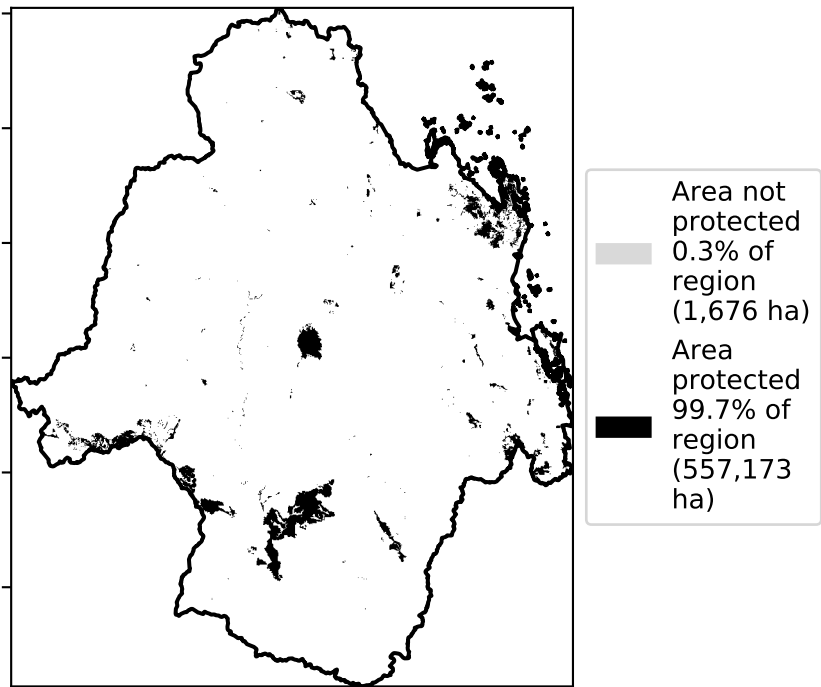 Area not
protected
0.3% of
region
(1,676 ha)
Area
protected
99.7% of
region
(557,173
ha)